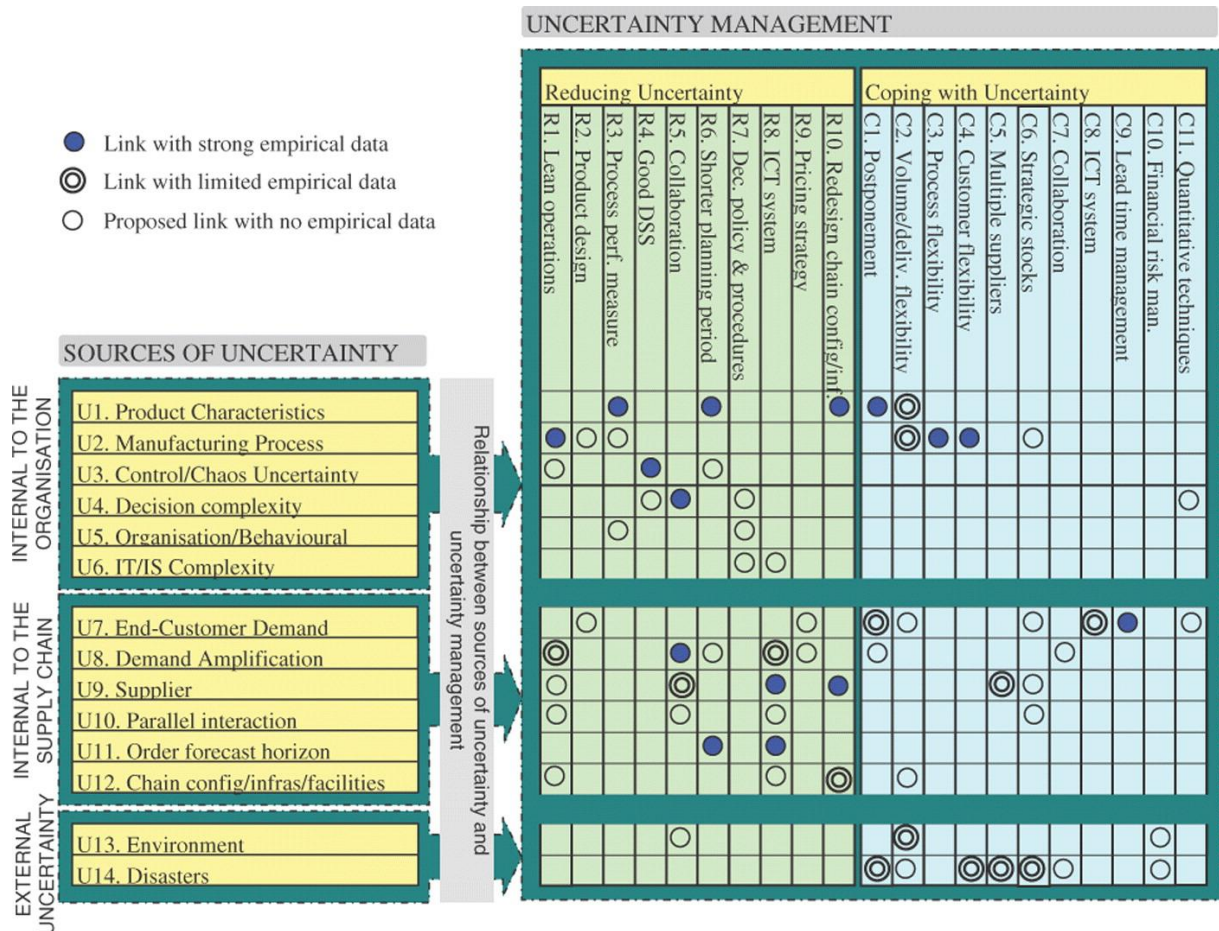 UNCERTAINTY MANAGEMENT
Reducing Uncertainty
Coping with Uncertainty
R1. Lean operations
R2. Product design
R3. Process perf. measure
R4. Good DSS
R5. Collaboration
R6. Shorter planning period
R7. Dec. policy & procedures
R8. ICT system
R9. Pricing strategy
R10. Redesign chain config/inf.
C1. Postponement
C2. Volume/deliv. flexibility
C3. Process flexibility
C4. Customer flexibility
C5. Multiple suppliers
C6. Strategic stocks
C7. Collaboration
C8. ICT system
C9. Lead time management
C10. Financial risk man.
C11. Quantitative techniques
Link with strong empirical data
Link with limited empirical data
Proposed link with no empirical data
SOURCES OF UNCERTAINTY
INTERNAL TO THE
ORGANISATION
U1. Product Characteristics
U2. Manufacturing Process
U3. Control/Chaos Uncertainty
U4. Decision complexity
U5. Organisation/Behavioural
U6. IT/IS Complexity
INTERNAL TO THE
SUPPLY CHAIN
U7. End-Customer Demand
U8. Demand Amplification
U9. Supplier
U10. Parallel interaction
U11. Order forecast horizon
U12. Chain config/infras/facilities
EXTERNAL
UNCERTAINTY
U13. Environment
U14. Disasters
Relationship between sources of uncertainty and
uncertainty management